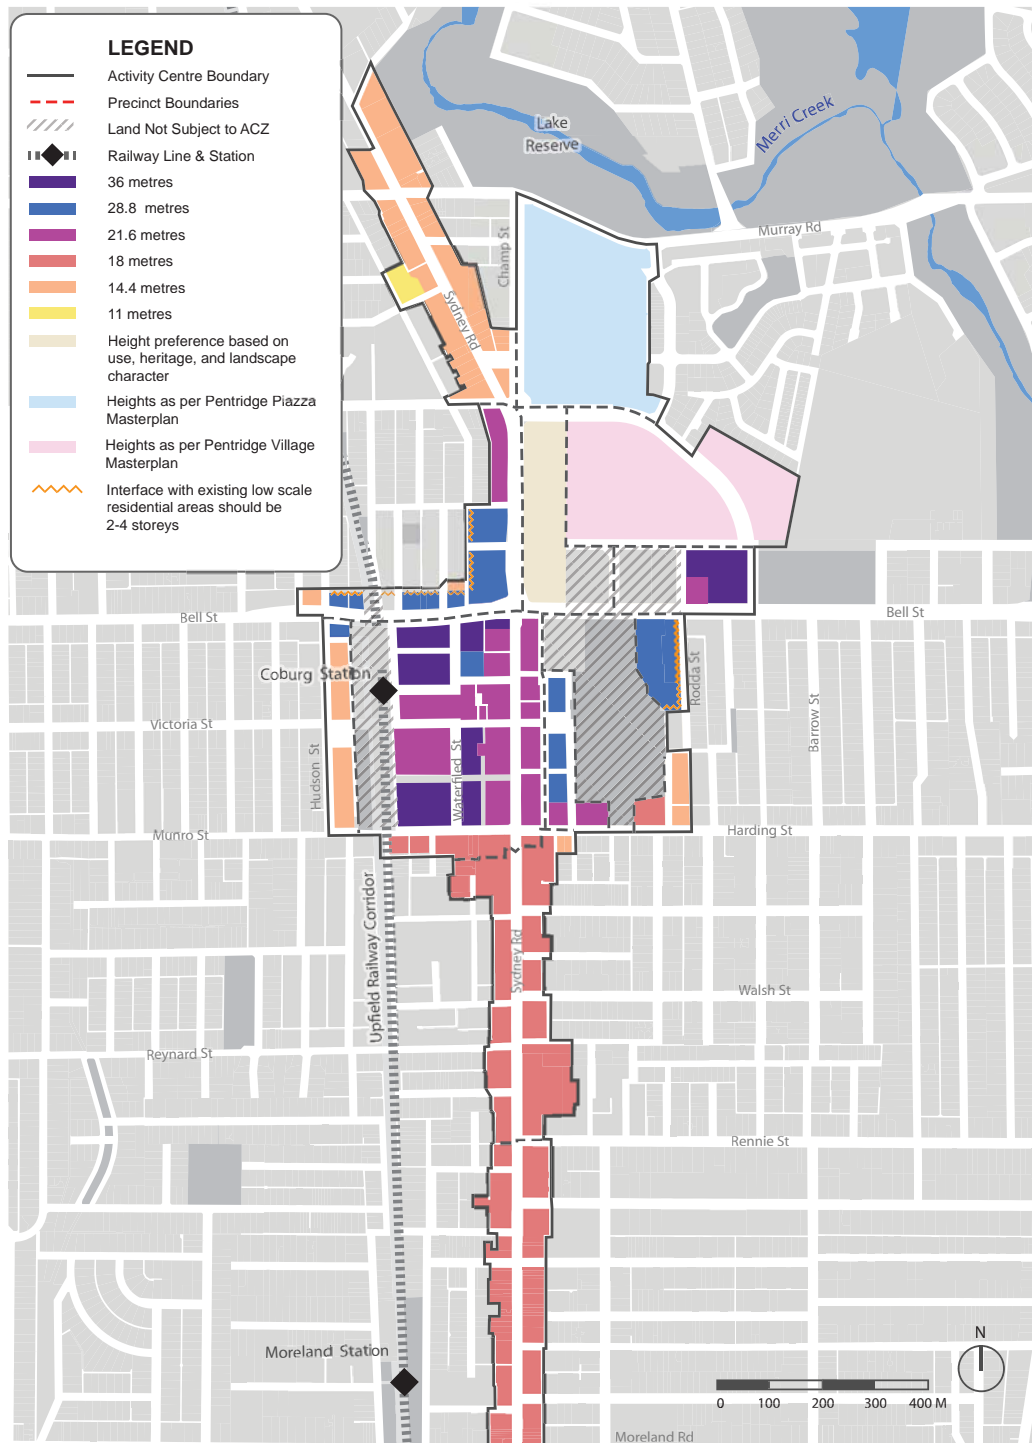 LEGEND
Activity Centre Boundary
Precinct Boundaries
Land Not Subject to ACZ
Railway Line & Station
36 metres
28.8 metres
21.6 metres
18 metres
14.4 metres
11 metres
Height preference based on
use, heritage, and landscape
character
Heights as per Pentridge Piazza
Masterplan
Heights as per Pentridge Village
Masterplan
Interface with existing low scale
residential areas should be
2-4 storeys
Lake
Reserve
Merri Creek
Murray Rd
Champ St
Sydney Rd
Bell St
Bell St
Coburg Station
Rodda St
Barrow St
Victoria St
Hudson St
Waterfiled St
Munro St
Harding St
Upfield Railway Corridor
Sydney Rd
Walsh St
Reynard St
Rennie St
Moreland Station
N
0 100 200 300 400 M
Moreland Rd